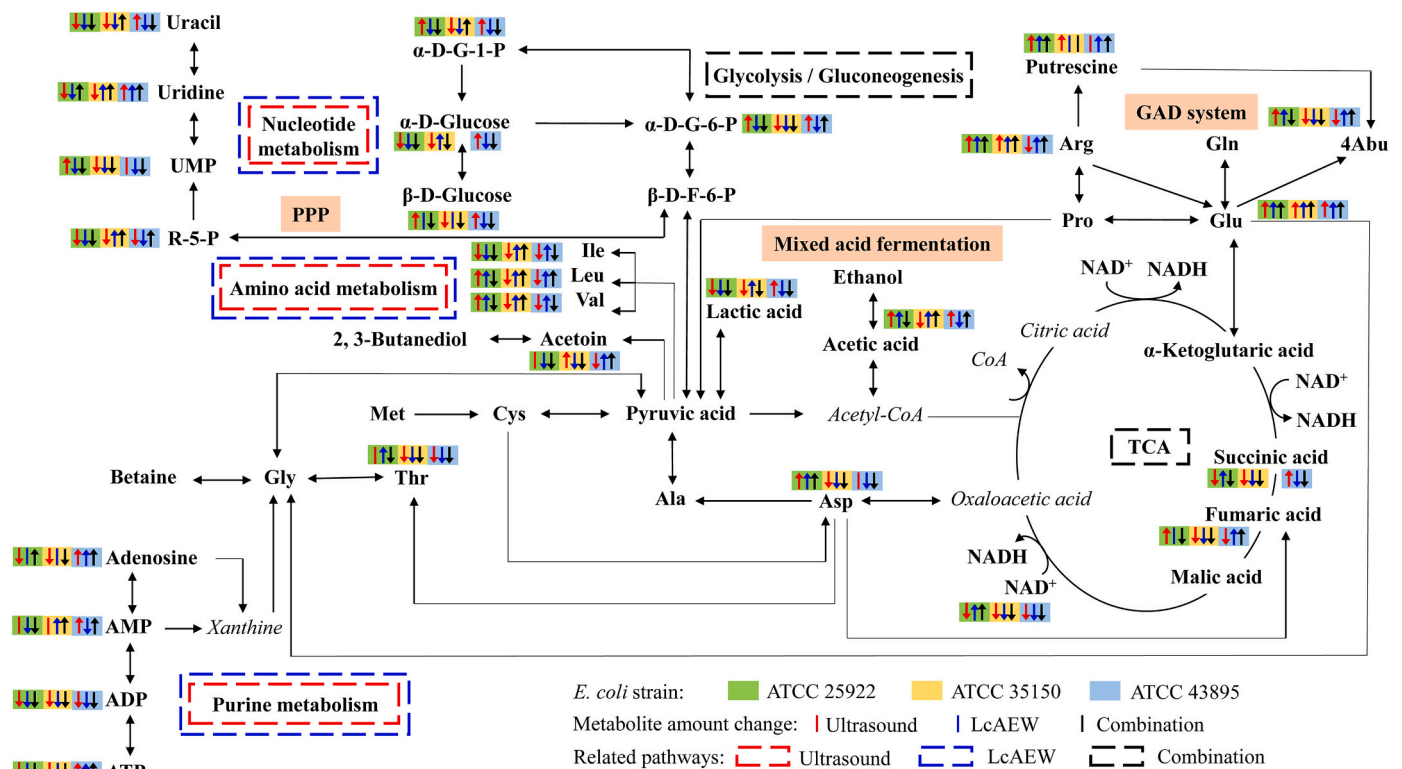 Uracil
α-D-G-1-P
Glycolysis / Gluconeogenesis
Putrescine
GAD system
Uridine
Nucleotide
metabolism
α-D-Glucose
α-D-G-6-P
Arg
Gln
4Abu
UMP
PPP
β-D-Glucose
β-D-F-6-P
R-5-P
Pro
Glu
Mixed acid fermentation
Ile
Leu
Val
Amino acid metabolism
Ethanol
Lactic acid
NAD+
NADH
Citric acid
2, 3-Butanediol
Acetoin
Acetic acid
α-Ketoglutaric acid
CoA
NAD+
NADH
Met
Cys
Pyruvic acid
Acetyl-CoA
TCA
Succinic acid
Betaine
Gly
Thr
Ala
Asp
Oxaloacetic acid
Fumaric acid
Adenosine
NADH
NAD+
Malic acid
AMP
Xanthine
ADP
Purine metabolism
ATP
E. coli strain:
ATCC 25922
ATCC 35150
ATCC 43895
Metabolite amount change:
Ultrasound
LcAEW
Combination
Related pathways:
Ultrasound
LcAEW
Combination